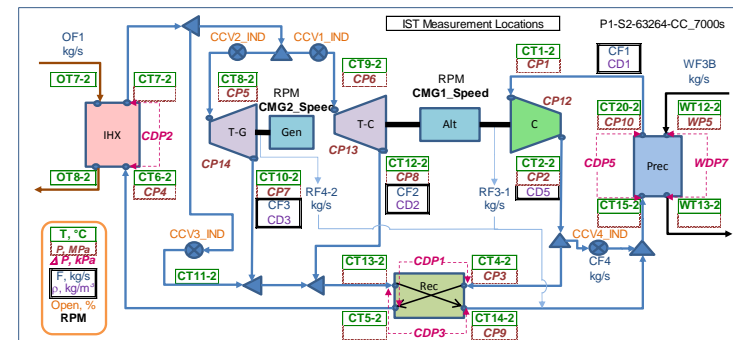 IST Measurement Locations
P1-S2-63264-CC_7000s
OF1
kg/s
CCV2_IND
CCV1_IND
OT7-2
CT7-2
CT8-2
CP5
RPM
CMG2_Speed
CT9-2
CP6
RPM
CMG1_Speed
CT1-2
CP1
CF1
CD1
WF3B
kg/s
CP12
CT20-2
CP10
WT12-2
WP5
IHX
CDP2
T-G
Gen
T-C
Alt
C
CP14
CP13
CDP5
Prec
WDP7
OT8-2
CT6-2
CP4
CT10-2
CP7
CF3
CD3
RF4-2
kg/s
CT12-2
CP8
CF2
CD2
RF3-1
kg/s
CT2-2
CP2
CD5
CT15-2
WT13-2
CCV3_IND
CCV4_IND
CF4
kg/s
CT11-2
CT13-2
CDP1
CT4-2
CP3
Rec
CT5-2
CDP3
CT14-2
CP9
T, °C
P, MPa
Δ P, kPa
F, kg/s
ρ, kg/m³
Open, %
RPM